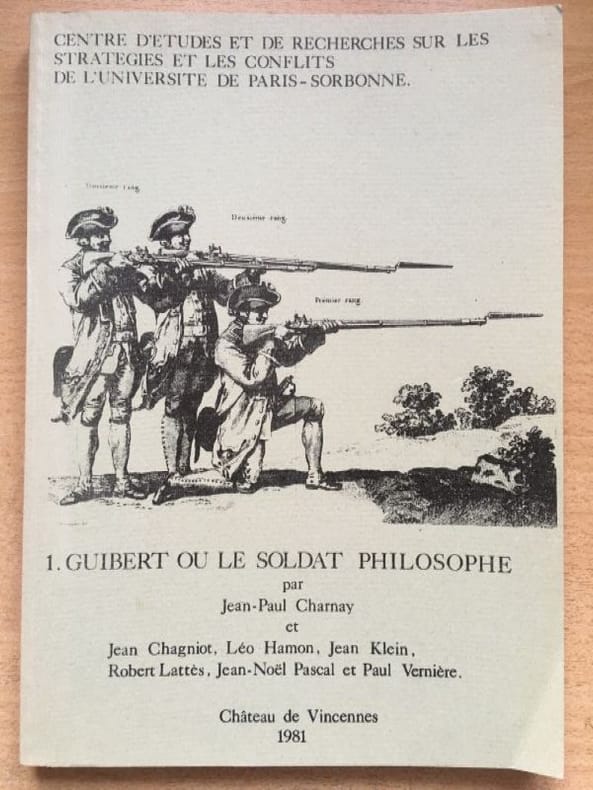 CENTRE D'ETUDES ET DE RECHERCHES SUR LES
STRATEGIES ET LES CONFLITS
DE L'UNIVERSITE DE PARIS-SORBONNE.
Deuxième rang.
Premier rang.
1. GUIBERT OU LE SOLDAT PHILOSOPHE
par
Jean-Paul Charnay
et
Jean Chagniot, Léo Hamon, Jean Klein,
Robert Lattès, Jean-Noël Pascal et Paul Vernière.
Château de Vincennes
1981